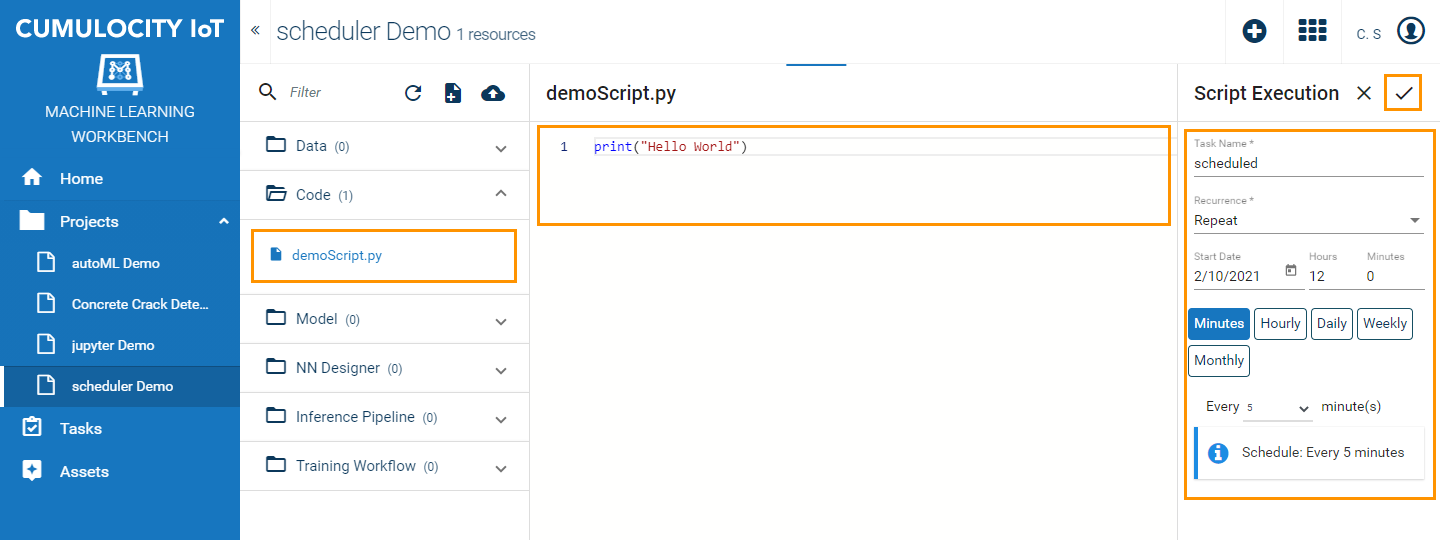 CUMULOCITY IoT
MACHINE LEARNING
WORKBENCH
Home
Projects
autoML Demo
Concrete Crack Dete...
jupyter Demo
scheduler Demo
Tasks
Assets
« scheduler Demo 1 resources
C. S
Filter
Data (0)
Code (1)
demoScript.py
Model (0)
NN Designer (0)
Inference Pipeline (0)
Training Workflow (0)
demoScript.py
1 print("Hello World")
Script Execution
Task Name *
scheduled
Recurrence *
Repeat
Start Date Hours Minutes
2/10/2021 12 0
Minutes Hourly Daily Weekly
Monthly
Every 5 minute(s)
Schedule: Every 5 minutes